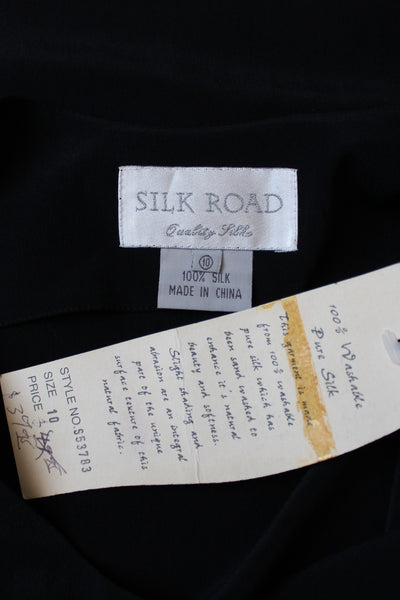 SILK ROAD
Quality Silks
10
100% SILK
MADE IN CHINA
100% Washable
Pure Silk
This garment is made
from 100% washable
pure silk which has
been sand washed to
enhance it's natural
beauty and softness.
Slight shading and
abrasion are an integral
part of the unique
surface texture of this
natural fabric.
STYLE NO.S53783
SIZE 10
PRICE